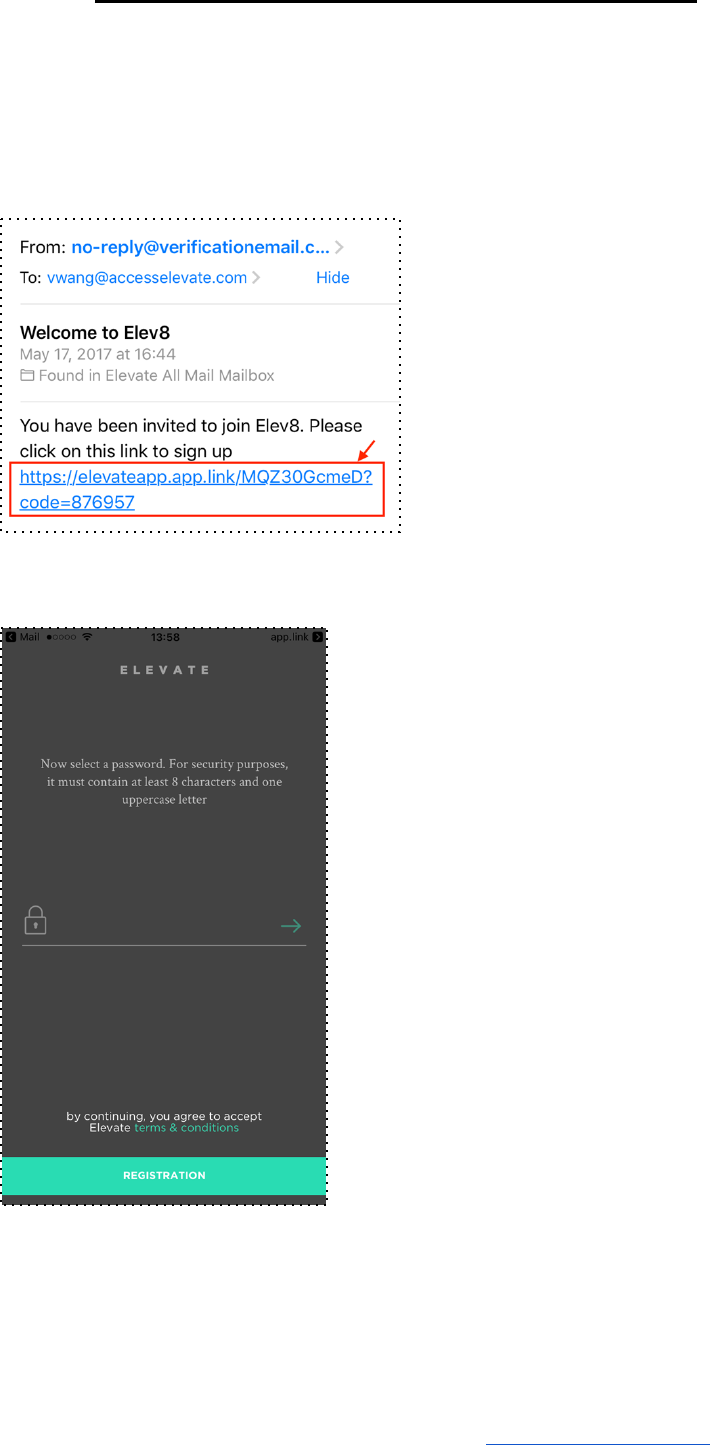 From: no-reply@verificationemail.c...
To: vwang@accesselevate.com Hide
Welcome to Elev8
May 17, 2017 at 16:44
Found in Elevate All Mail Mailbox
You have been invited to join Elev8. Please
click on this link to sign up
https://elevateapp.app.link/MQZ30GcmeD?
code=876957
Mail 13:58 app.link
ELEVATE
Now select a password. For security purposes,
it must contain at least 8 characters and one
uppercase letter
by continuing, you agree to accept
Elevate terms & conditions
REGISTRATION